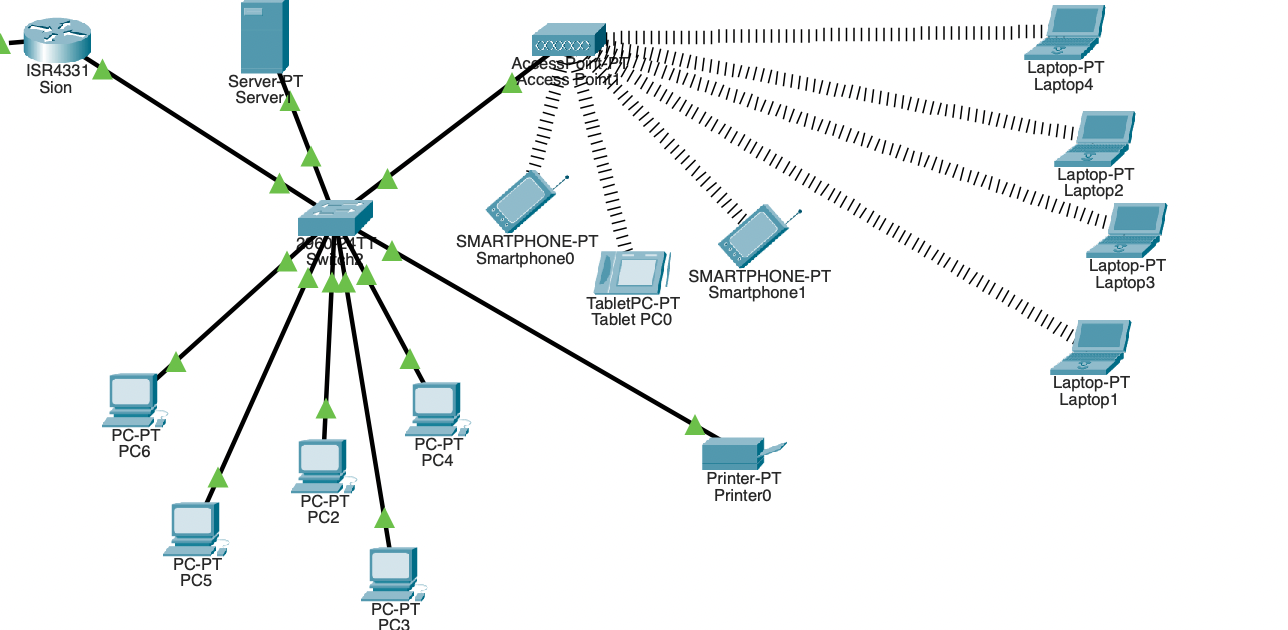 ISR4331
Sion
Server-PT
Server1
AccessPoint-PT
Access Point1
Laptop-PT
Laptop4
Laptop-PT
Laptop2
2960-24TT
Switch2
SMARTPHONE-PT
Smartphone0
TabletPC-PT
Tablet PC0
SMARTPHONE-PT
Smartphone1
Laptop-PT
Laptop3
Laptop-PT
Laptop1
PC-PT
PC6
PC-PT
PC4
PC-PT
PC2
Printer-PT
Printer0
PC-PT
PC5
PC-PT
PC3